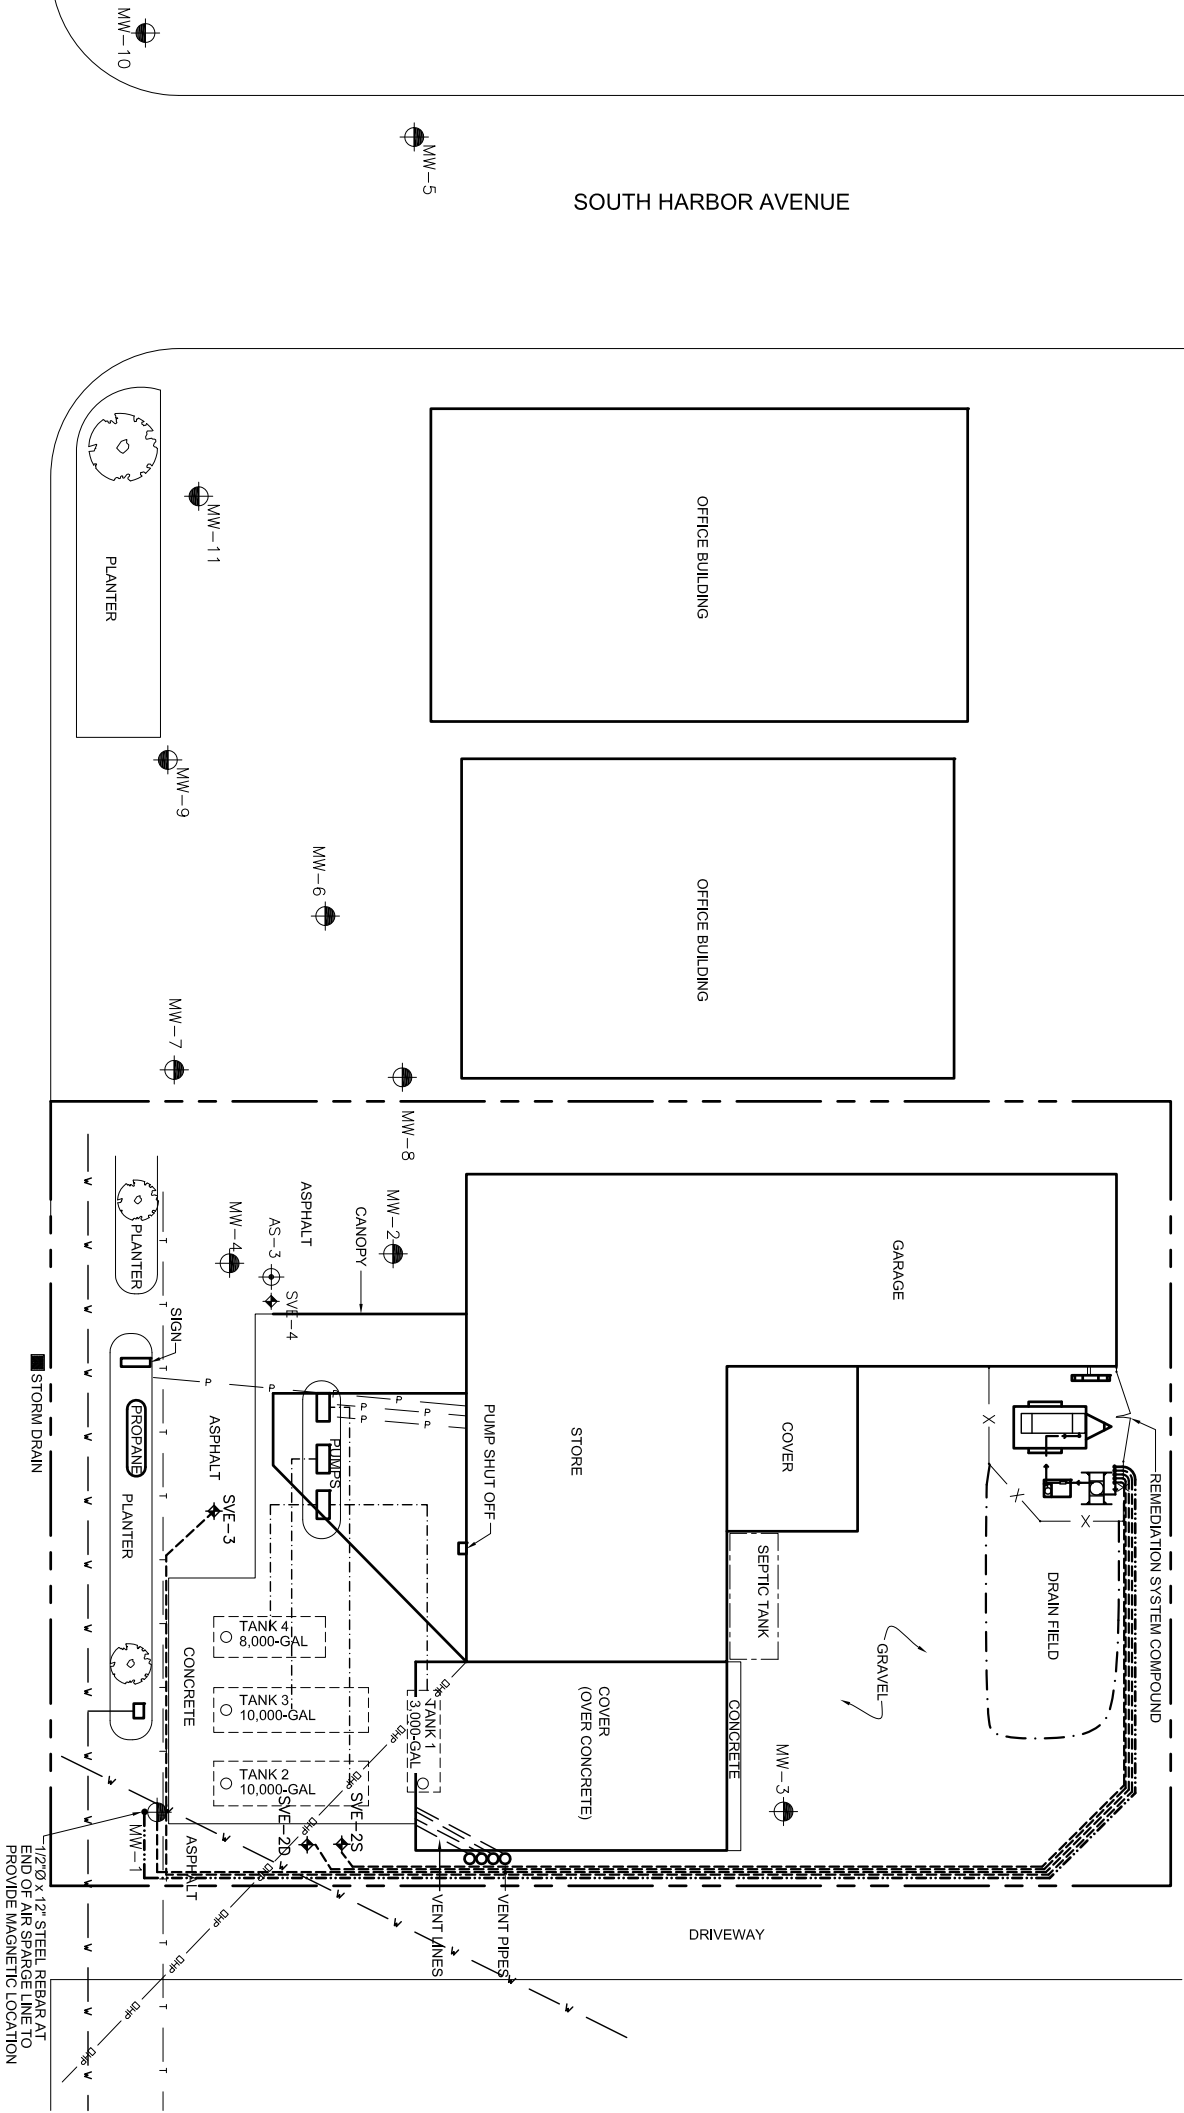 MW-10
MW-5
SOUTH HARBOR AVENUE
OFFICE BUILDING
MW-11
PLANTER
MW-9
OFFICE BUILDING
MW-6
MW-7
MW-8
MW-2
MW-4
AS-3
SVE-4
ASPHALT
CANOPY
GARAGE
PLANTER
SIGN
T
W
P
STORM DRAIN
PROPANE
PLANTER
ASPHALT
SVE-3
PUMPS
PUMP SHUT OFF
STORE
COVER
SEPTIC TANK
X
X
X
REMEDIATION SYSTEM COMPOUND
DRAIN FIELD
GRAVEL
CONCRETE
TANK 4
8,000-GAL
TANK 3
10,000-GAL
TANK 2
10,000-GAL
TANK 1
3,000-GAL
COVER
(OVER CONCRETE)
CONCRETE
MW-3
OHP
SVE-2D
SVE-2S
MW-1
ASPHALT
VENT LINES
VENT PIPES
DRIVEWAY
1/2"Ø x 12" STEEL REBAR AT
END OF AIR SPARGE LINE TO
PROVIDE MAGNETIC LOCATION